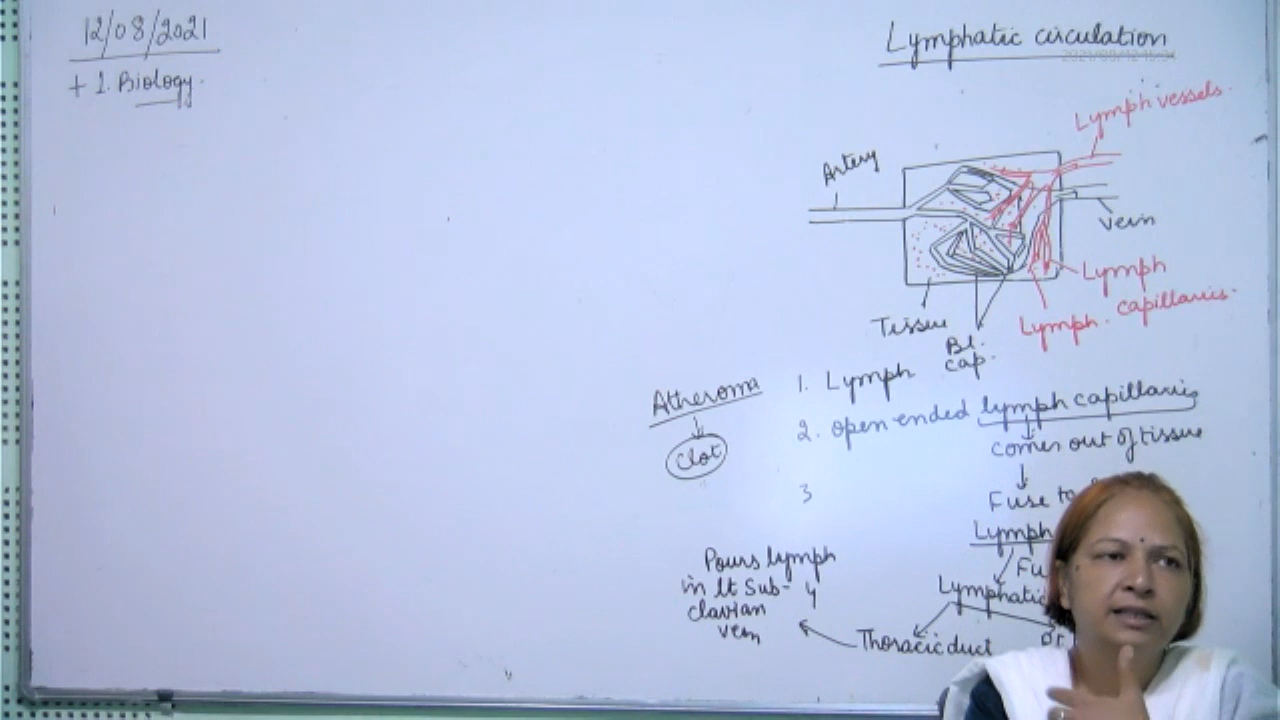 12/08/2021
+ 1. Biology.
Lymphatic circulation
Lymph vessels.
Artery
Vein
Lymph
capillaries.
Lymph.
Tissue
Bl.
cap.
Atheroma
Clot
1. Lymph
2. open ended lymph capillaries
comes out of tissue
3
Fuse to
Lymph
Fu
Lymphatic
Thoracic duct
Pours lymph
in lt Sub-
clavian
vein
4